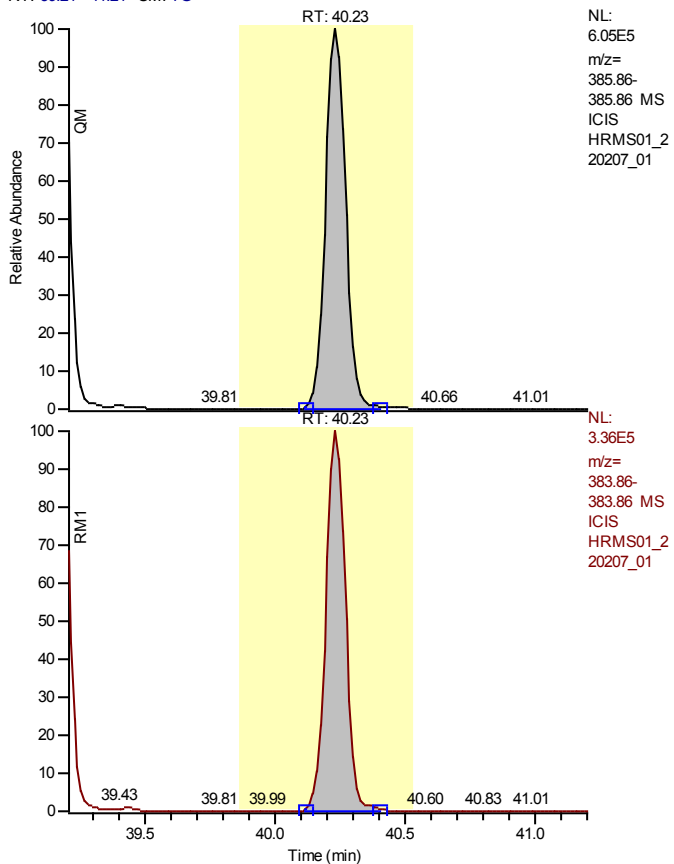 RT: 40.23
NL:
6.05E5
m/z=
385.86-
385.86 MS
ICIS
HRMS01_2
20207_01
100
90
80
70
60
50
40
30
20
10
0
QM
Relative Abundance
39.81
40.66
41.01
RT: 40.23
NL:
3.36E5
m/z=
383.86-
383.86 MS
ICIS
HRMS01_2
20207_01
100
90
80
70
60
50
40
30
20
10
0
RM1
39.43
39.81
39.99
40.60
40.83
41.01
39.5
40.0
40.5
41.0
Time (min)